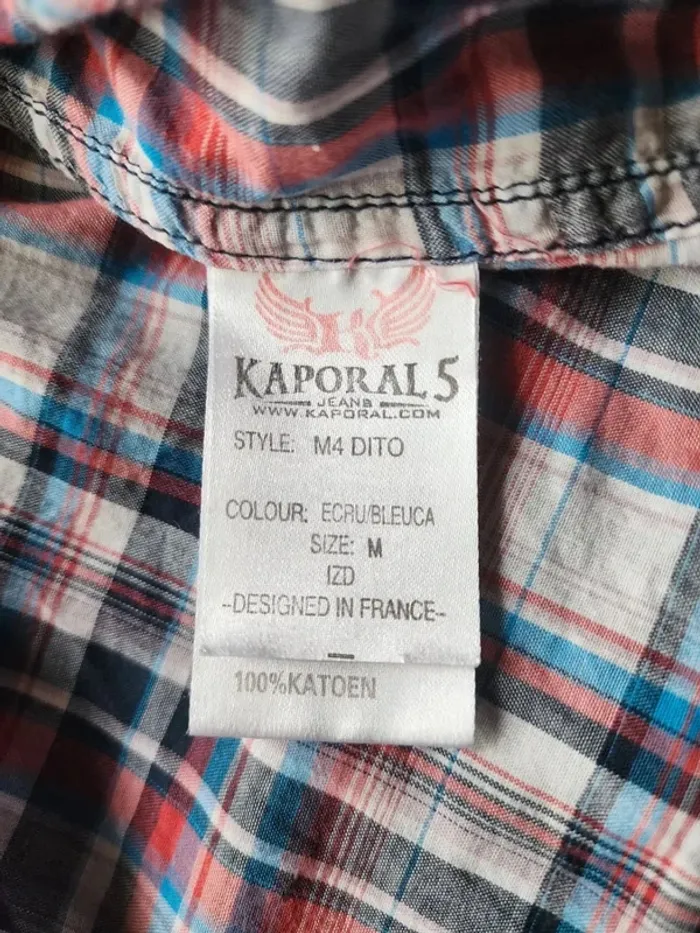 KAPORAL 5
JEANS
WWW.KAPORAL.COM
STYLE: M4 DITO
COLOUR: ECRU/BLEUCA
SIZE: M
IZD
-DESIGNED IN FRANCE-
100%KATOEN